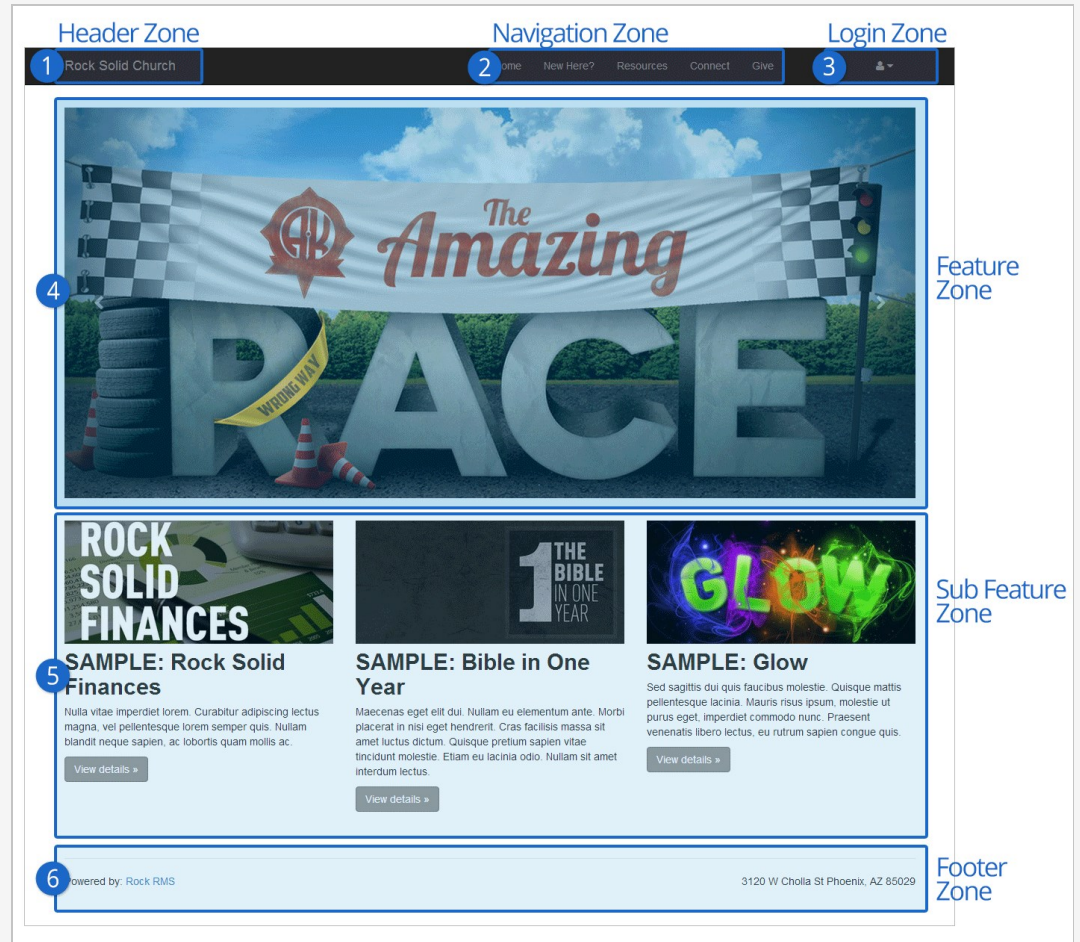 Header Zone
Navigation Zone
Login Zone
1
Rock Solid Church
2
ome
New Here?
Resources
Connect
Give
3
The
Amazing
RACE
WRONG WAY
4
Feature
Zone
ROCK
SOLID
FINANCES
1 THE
BIBLE
IN ONE
YEAR
GLOW
Sub Feature
Zone
5
SAMPLE: Rock Solid
Finances
Nulla vitae imperdiet lorem. Curabitur adipiscing lectus
magna, vel pellentesque lorem semper quis. Nullam
blandit neque sapien, ac lobortis quam mollis ac.
View details »
SAMPLE: Bible in One
Year
Maecenas eget elit dui. Nullam eu elementum ante. Morbi
placerat in nisi eget hendrerit. Cras facilisis massa sit
amet luctus dictum. Quisque pretium sapien vitae
tincidunt molestie. Etiam eu lacinia odio. Nullam sit amet
interdum lectus.
View details »
SAMPLE: Glow
Sed sagittis dui quis faucibus molestie. Quisque mattis
pellentesque lacinia. Mauris risus ipsum, molestie ut
purus eget, imperdiet commodo nunc. Praesent
venenatis libero lectus, eu rutrum sapien congue quis.
View details »
6
owered by: Rock RMS
3120 W Cholla St Phoenix, AZ 85029
Footer
Zone